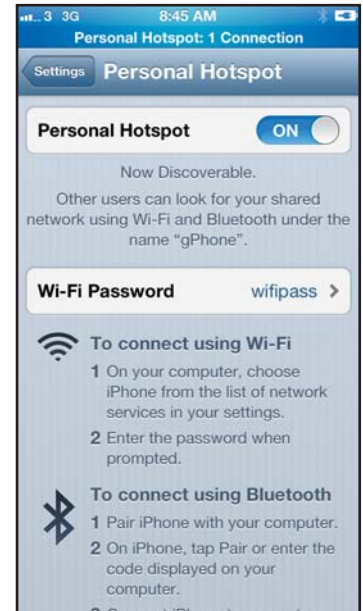 3 3G 8:45 AM
Personal Hotspot: 1 Connection
Settings Personal Hotspot
Personal Hotspot ON
Now Discoverable.
Other users can look for your shared
network using Wi-Fi and Bluetooth under the
name “gPhone”.
Wi-Fi Password wifipass >
To connect using Wi-Fi
1 On your computer, choose
iPhone from the list of network
services in your settings.
2 Enter the password when
prompted.
To connect using Bluetooth
1 Pair iPhone with your computer.
2 On iPhone, tap Pair or enter the
code displayed on your
computer.